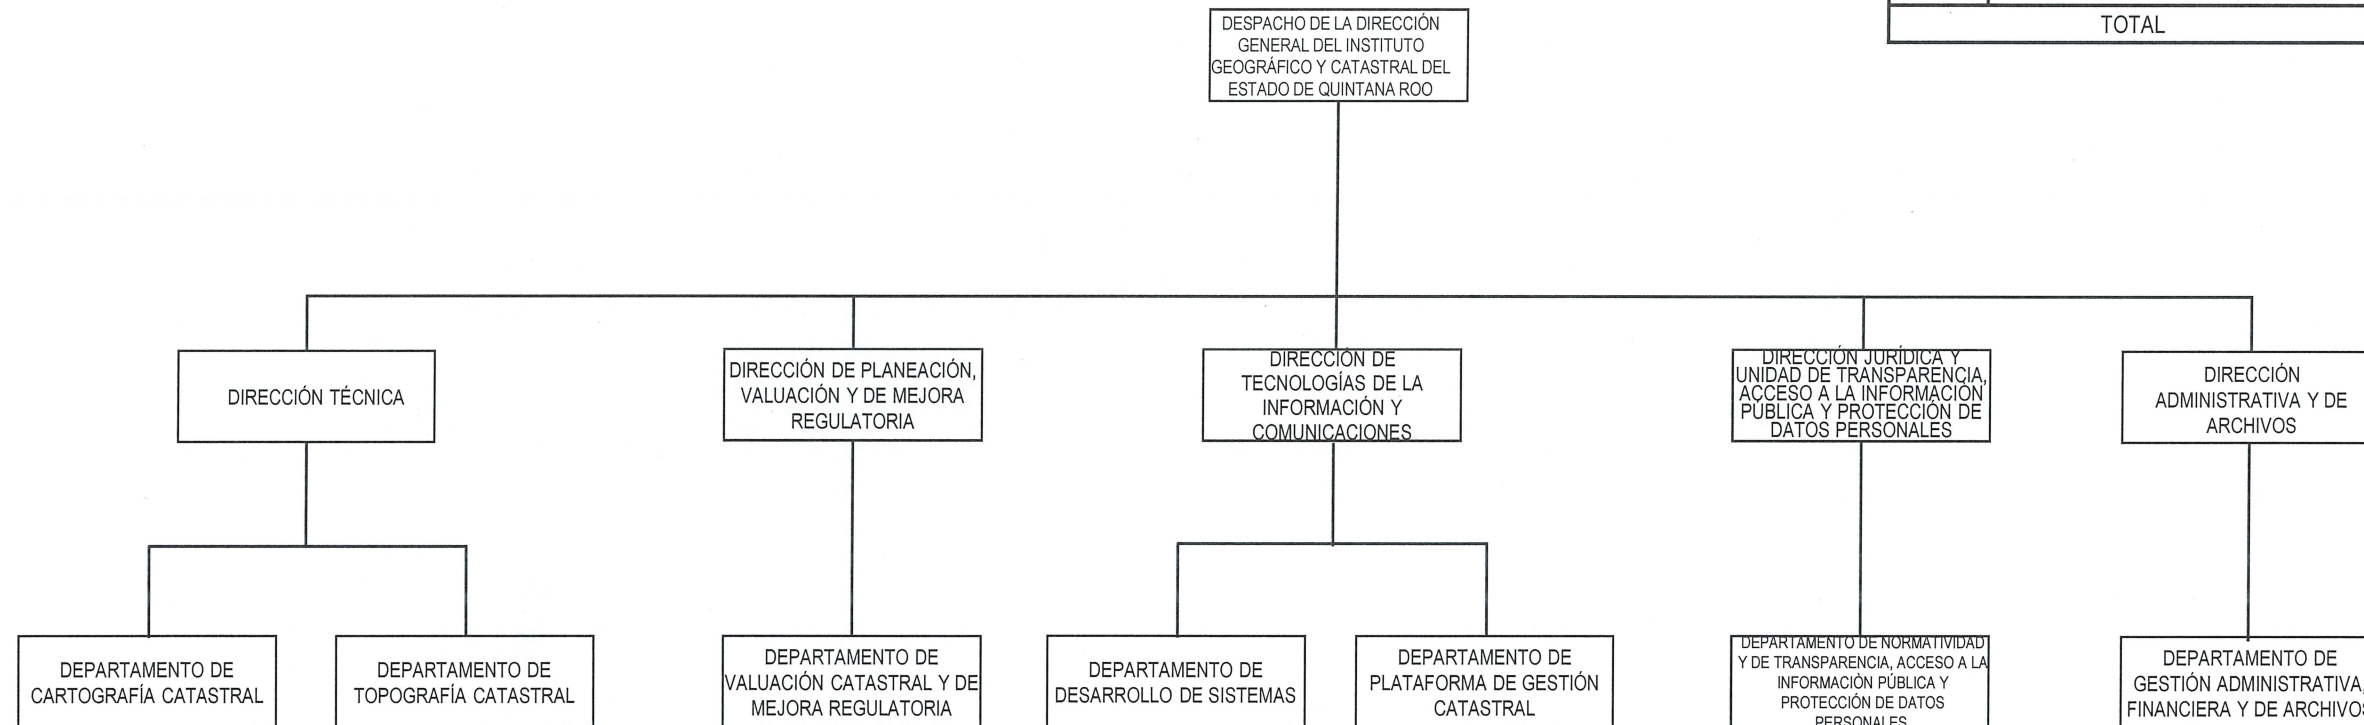 TOTAL
DESPACHO DE LA DIRECCIÓN
GENERAL DEL INSTITUTO
GEOGRÁFICO Y CATASTRAL DEL
ESTADO DE QUINTANA ROO
DIRECCIÓN TÉCNICA
DIRECCIÓN DE PLANEACIÓN,
VALUACIÓN Y DE MEJORA
REGULATORIA
DIRECCIÓN DE
TECNOLOGÍAS DE LA
INFORMACIÓN Y
COMUNICACIONES
DIRECCIÓN JURÍDICA Y
UNIDAD DE TRANSPARENCIA,
ACCESO A LA INFORMACIÓN
PÚBLICA Y PROTECCIÓN DE
DATOS PERSONALES
DIRECCIÓN
ADMINISTRATIVA Y DE
ARCHIVOS
DEPARTAMENTO DE
CARTOGRAFÍA CATASTRAL
DEPARTAMENTO DE
TOPOGRAFÍA CATASTRAL
DEPARTAMENTO DE
VALUACIÓN CATASTRAL Y DE
MEJORA REGULATORIA
DEPARTAMENTO DE
DESARROLLO DE SISTEMAS
DEPARTAMENTO DE
PLATAFORMA DE GESTIÓN
CATASTRAL
DEPARTAMENTO DE NORMATIVIDAD
Y DE TRANSPARENCIA, ACCESO A LA
INFORMACIÒN PÚBLICA Y
PROTECCIÓN DE DATOS
PERSONALES
DEPARTAMENTO DE
GESTIÓN ADMINISTRATIVA,
FINANCIERA Y DE ARCHIVOS